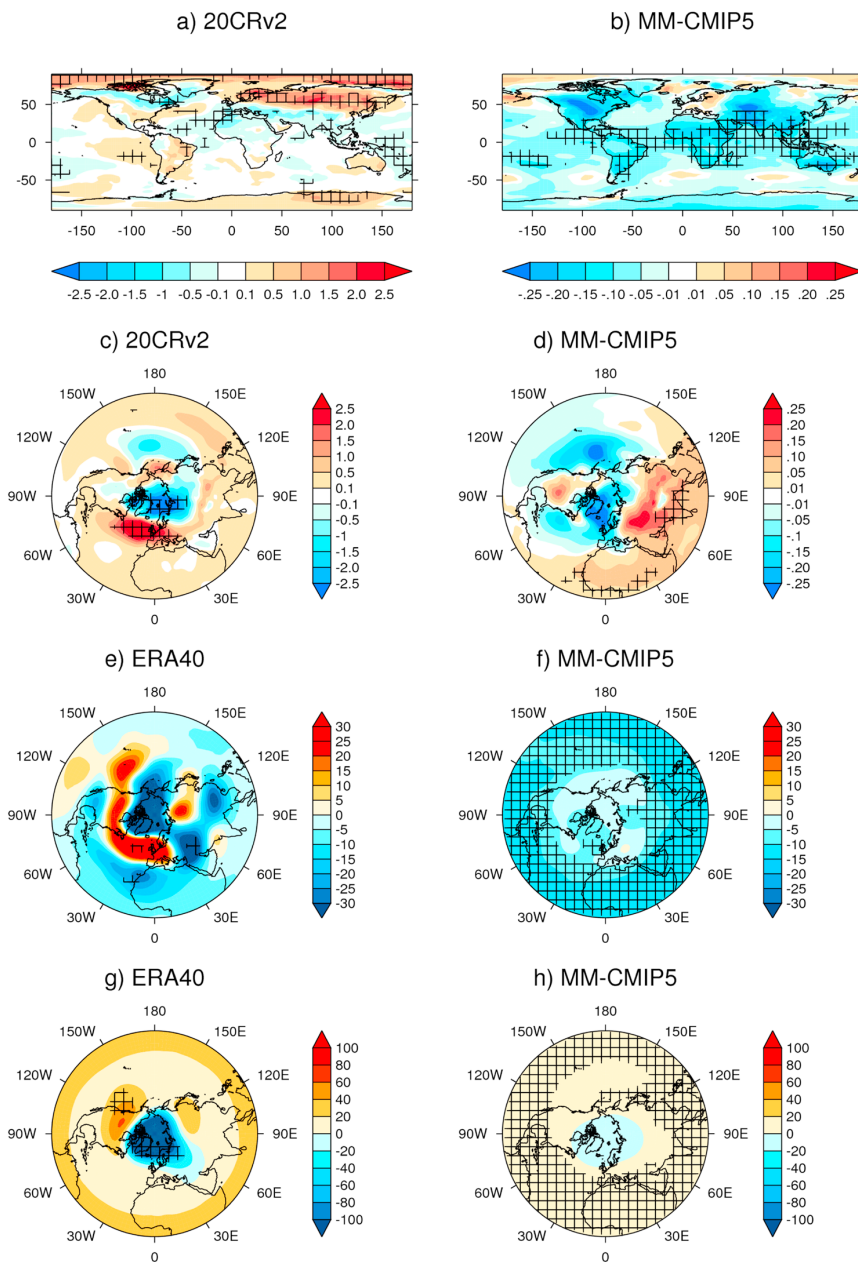 a) 20CRv2
50
0
-50
-150 -100 -50 0 50 100 150
-2.5 -2.0 -1.5 -1 -0.5 -0.1 0.1 0.5 1.0 1.5 2.0 2.5
b) MM-CMIP5
50
0
-50
-150 -100 -50 0 50 100 150
-.25 -.20 -.15 -.10 -.05 -.01 .01 .05 .10 .15 .20 .25
c) 20CRv2
180
150W 150E
120W 120E
90W 90E
60W 60E
30W 30E
0
2.5
2.0
1.5
1.0
0.5
0.1
-0.1
-0.5
-1.0
-1.5
-2.0
-2.5
d) MM-CMIP5
180
150W 150E
120W 120E
90W 90E
60W 60E
30W 30E
0
.25
.20
.15
.10
.05
.01
-.01
-.05
-.10
-.15
-.20
-.25
e) ERA40
180
150W 150E
120W 120E
90W 90E
60W 60E
30W 30E
0
30
25
20
15
10
5
0
-5
-10
-15
-20
-25
-30
f) MM-CMIP5
180
150W 150E
120W 120E
90W 90E
60W 60E
30W 30E
0
30
25
20
15
10
5
0
-5
-10
-15
-20
-25
-30
g) ERA40
180
150W 150E
120W 120E
90W 90E
60W 60E
30W 30E
0
100
80
60
40
20
0
-20
-40
-60
-80
-100
h) MM-CMIP5
180
150W 150E
120W 120E
90W 90E
60W 60E
30W 30E
0
100
80
60
40
20
0
-20
-40
-60
-80
-100